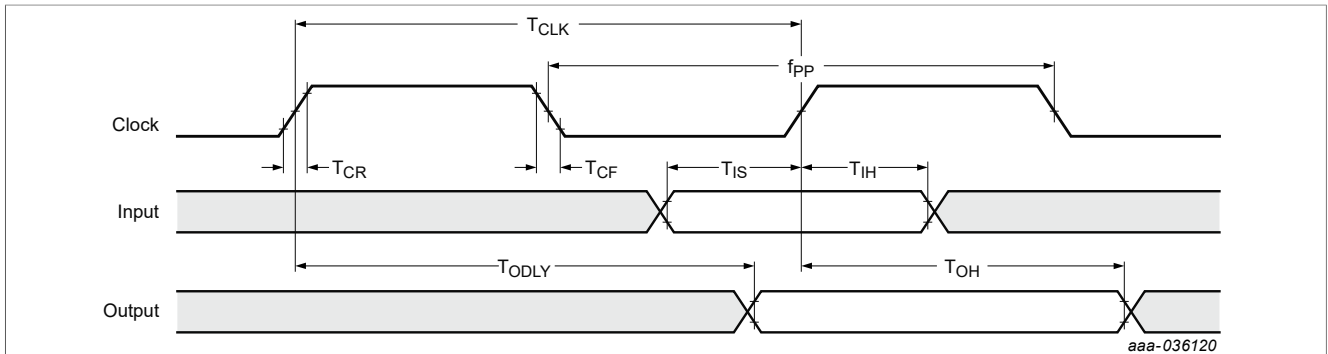 TCLK
fPP
Clock
TCR
TCF
TIS
TIH
Input
TODLY
TOH
Output
aaa-036120